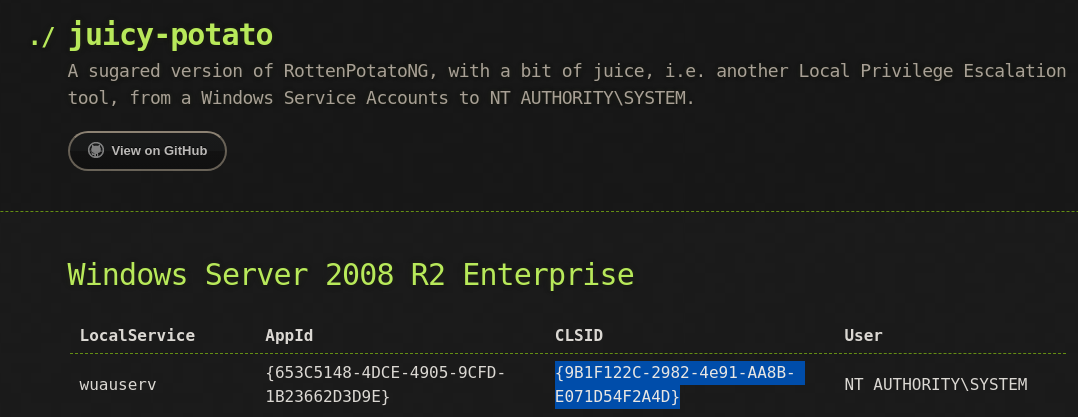 ./ juicy-potato
A sugared version of RottenPotatoNG, with a bit of juice, i.e. another Local Privilege Escalation
tool, from a Windows Service Accounts to NT AUTHORITY\SYSTEM.
View on GitHub
Windows Server 2008 R2 Enterprise
LocalService AppId CLSID User
wuauserv {653C5148-4DCE-4905-9CFD-1B23662D3D9E} {9B1F122C-2982-4e91-AA8B-E071D54F2A4D} NT AUTHORITY\SYSTEM